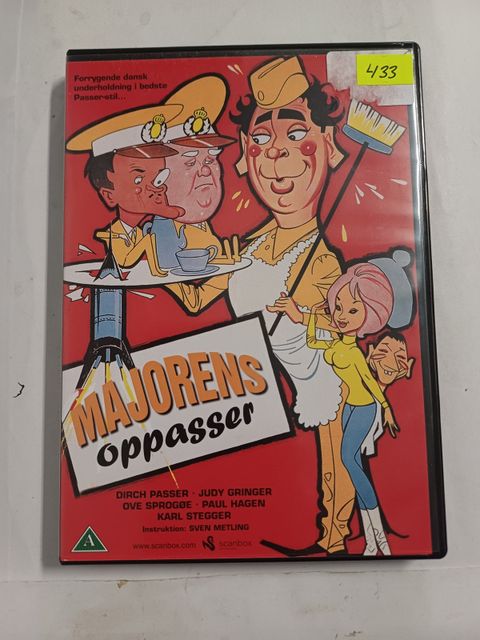 Forrygende dansk
underholdning i bedste
Passer-stil...
433
MAJORENS
oppasser
DIRCH PASSER · JUDY GRINGER
OVE SPROGØE · PAUL HAGEN
KARL STEGGER
Instruktion: SVEN METLING
A
www.scanbox.com scanbox